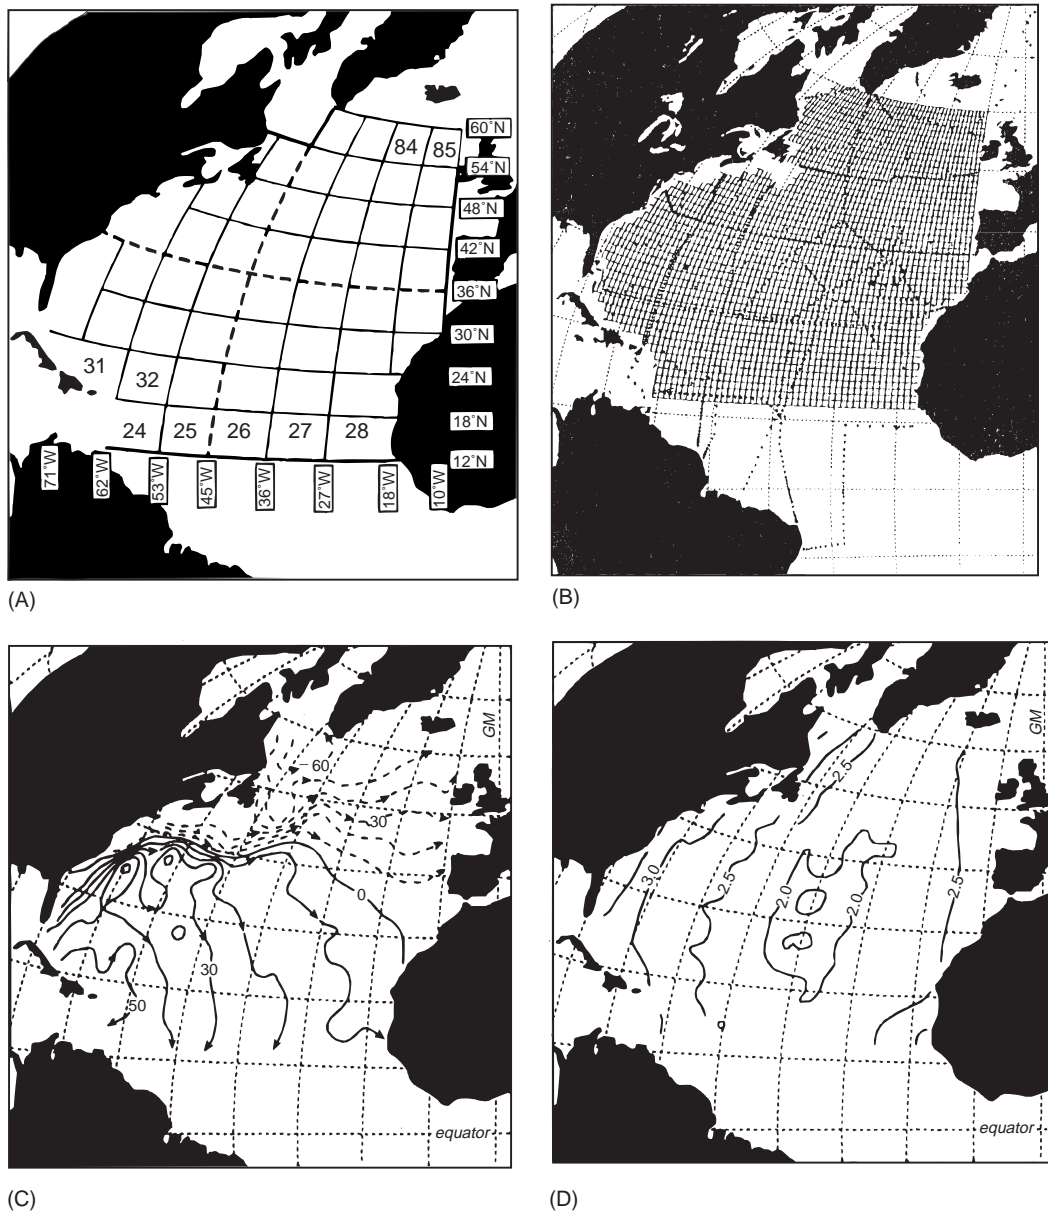 84 85
60°N
54°N
48°N
42°N
36°N
30°N
31
32
24°N
24 25 26 27 28
18°N
12°N
71°W 62°W 53°W 45°W 36°W 27°W 18°W 10°W
(A)
(B)
GM
–60
–30
0
30
50
equator
(C)
GM
2.5
3.0
2.5
2.0
2.0
2.5
equator
(D)